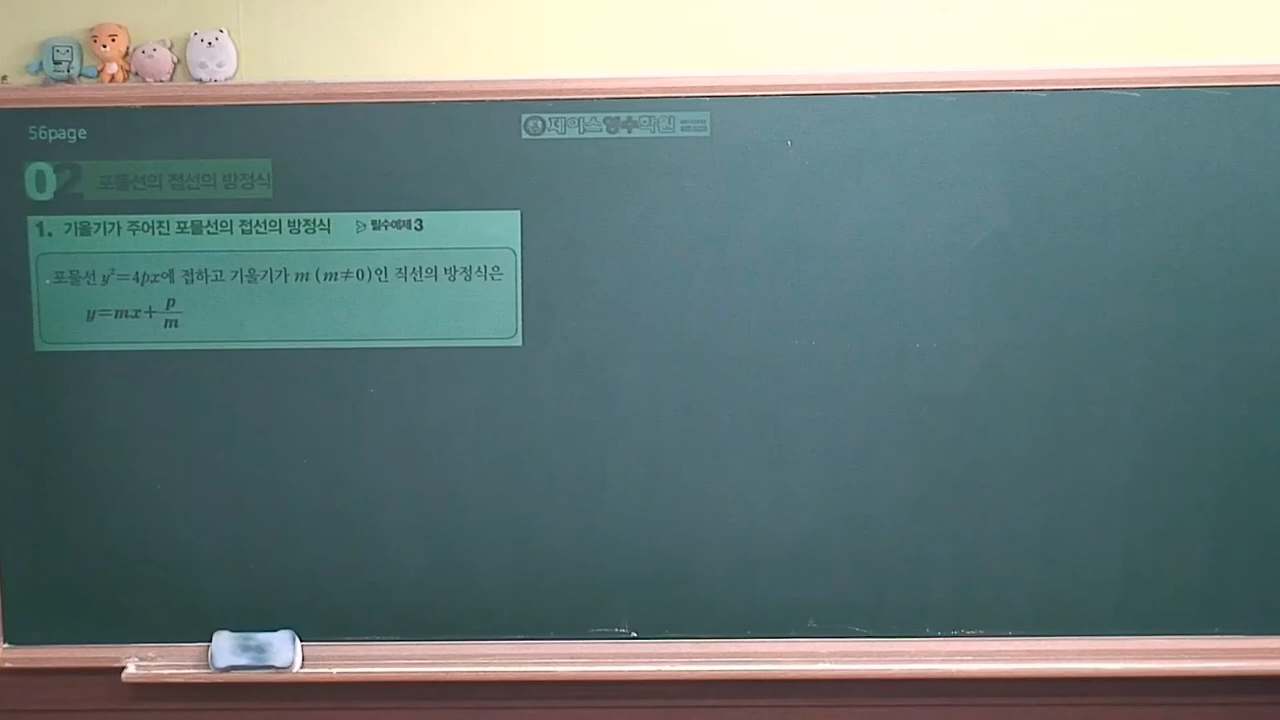 56page
제이스영수학원
02 포물선의 접선의 방정식
1. 기울기가 주어진 포물선의 접선의 방정식 ▷ 필수예제 3
포물선 y²=4px에 접하고 기울기가 m (m≠0)인 직선의 방정식은
y=mx+p/m